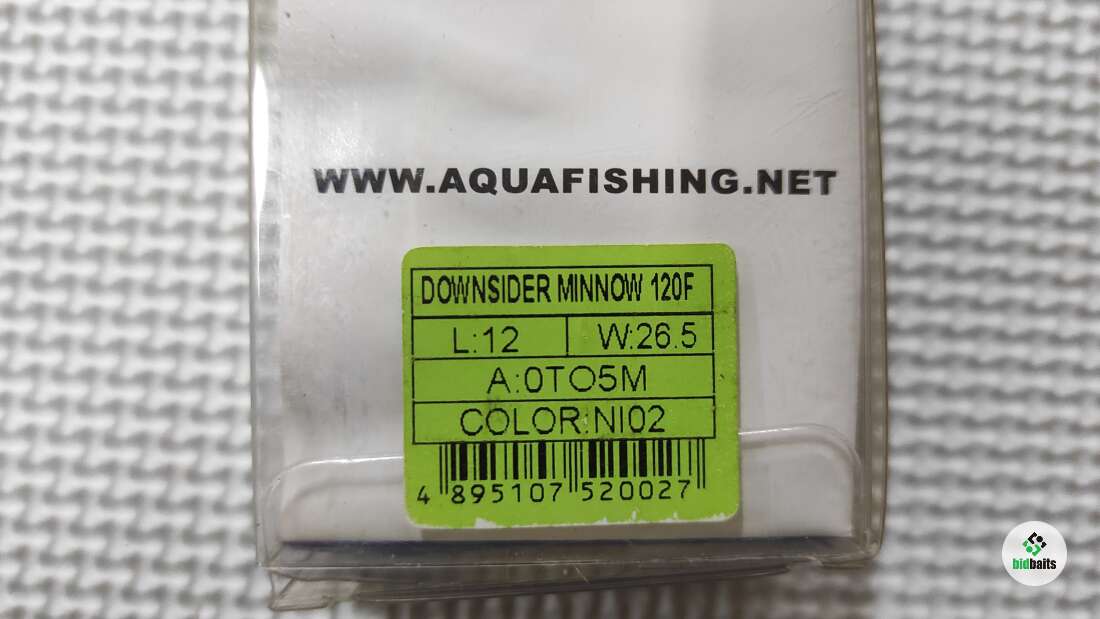 WWW.AQUAFISHING.NET
DOWNSIDER MINNOW 120F
L:12 W:26.5
A:0TO5M
COLOR:NI02
4 895107 520027
bidbaits